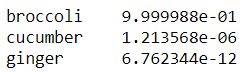 broccoli    9.999988e-01
cucumber    1.213568e-06
ginger      6.762344e-12